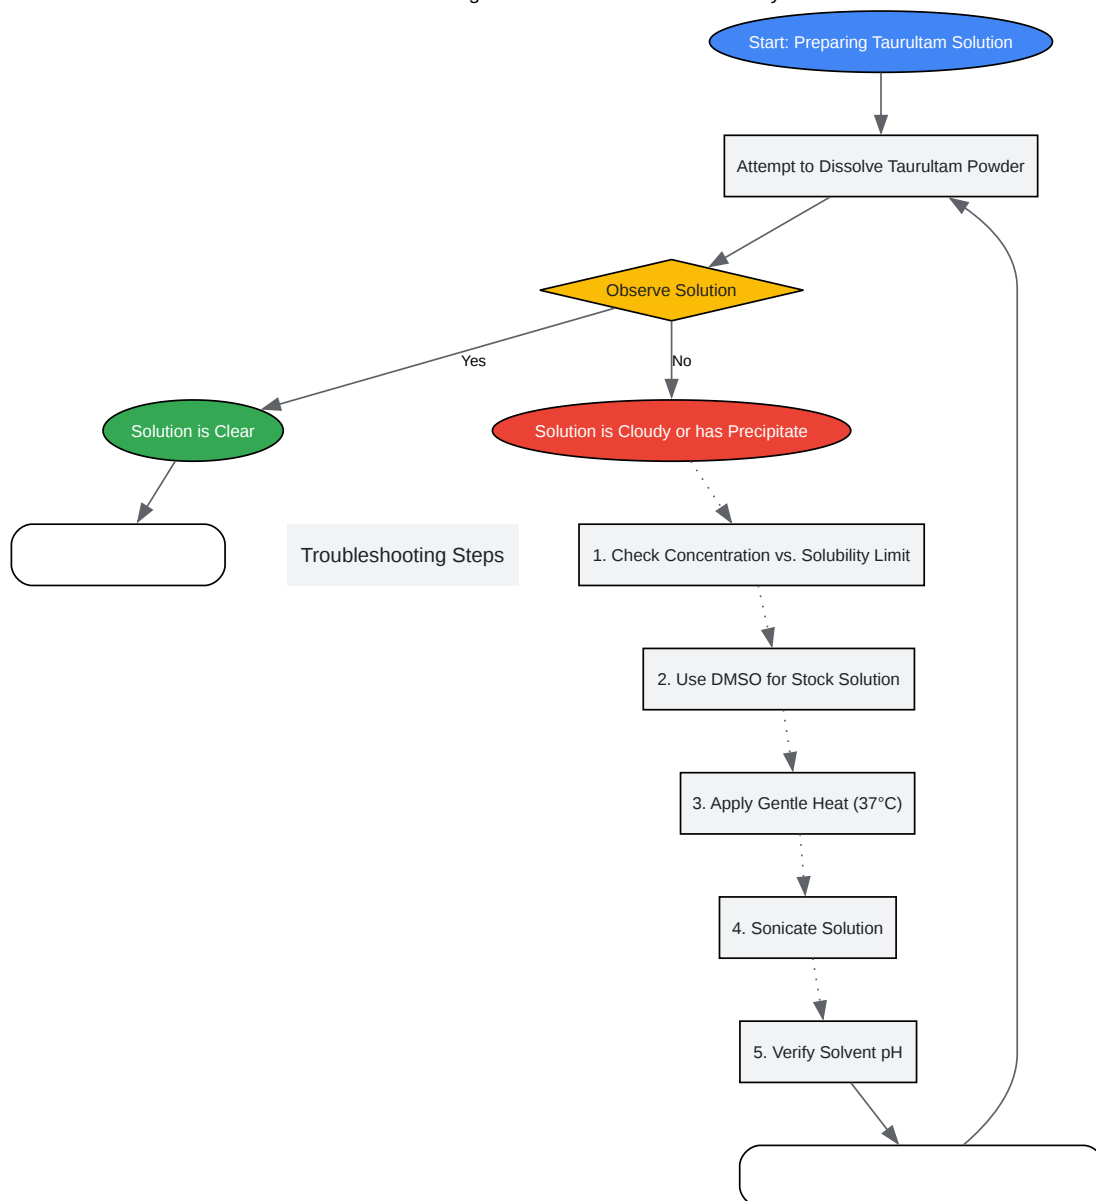 Start: Preparing Taurultam Solution
Attempt to Dissolve Taurultam Powder
Observe Solution
Yes
No
Solution is Clear
Solution is Cloudy or has Precipitate
Troubleshooting Steps
1. Check Concentration vs. Solubility Limit
2. Use DMSO for Stock Solution
3. Apply Gentle Heat (37°C)
4. Sonicate Solution
5. Verify Solvent pH